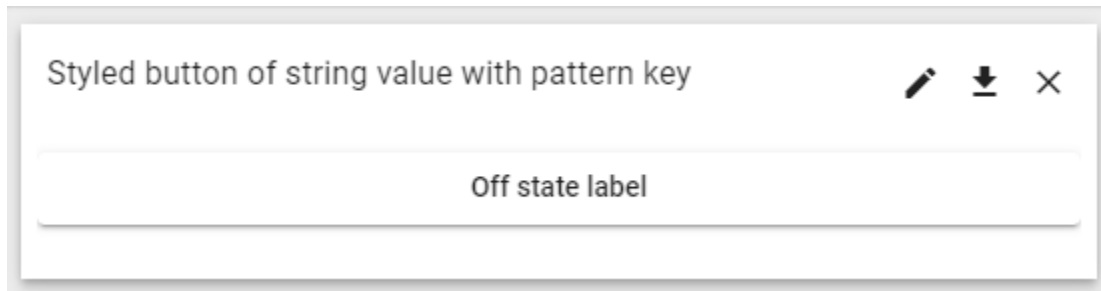 Styled button of string value with pattern key
Off state label